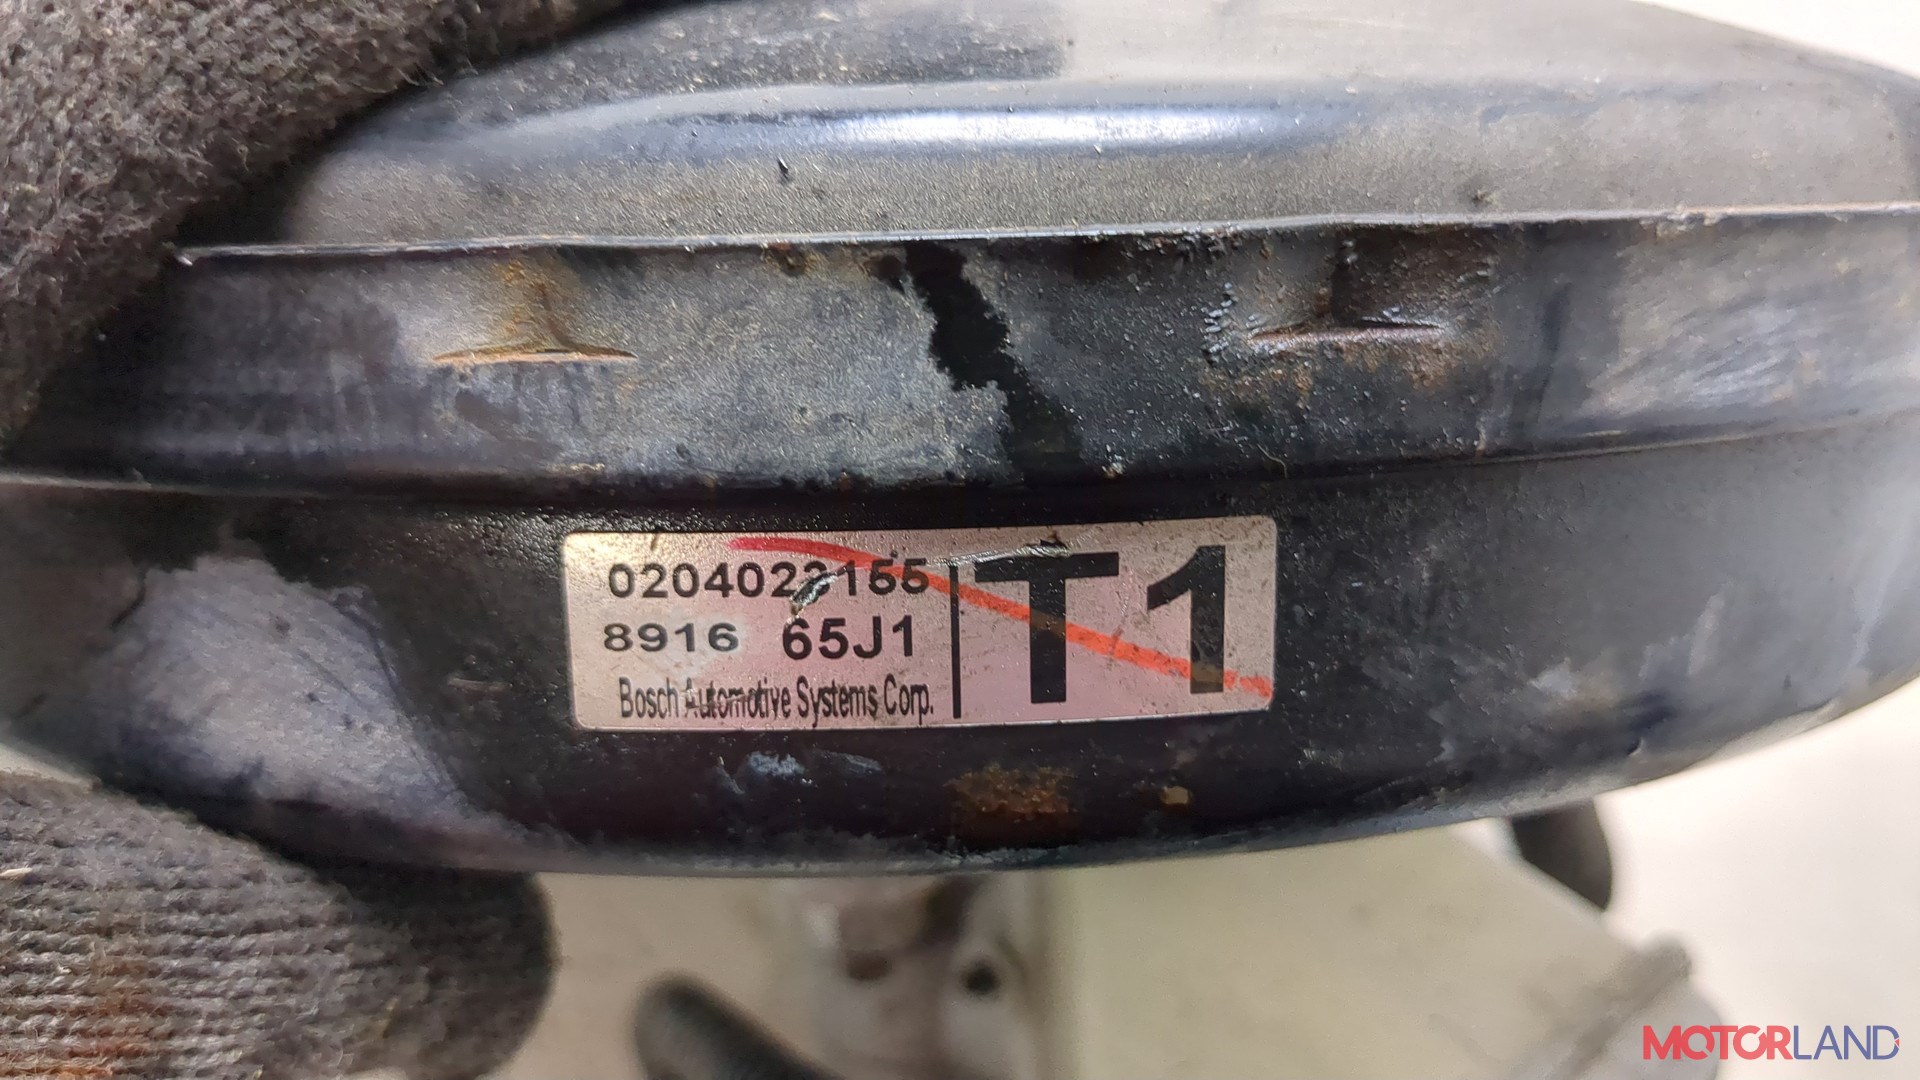 0204023155
8916 65J1
Bosch Automotive Systems Corp.
T1
MOTORLAND